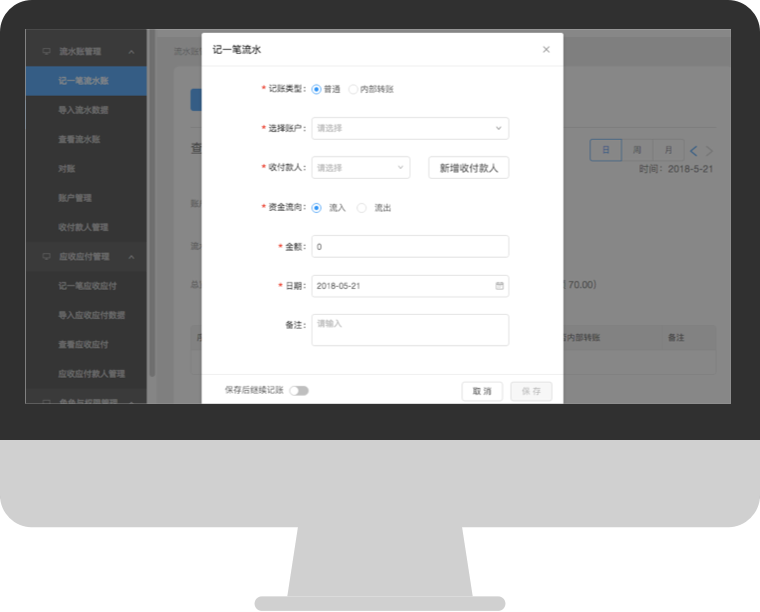 流水账管理
记一笔流水账
导入流水数据
查看流水账
对账
账户管理
收付款人管理
应收应付管理
记一笔应收应付
导入应收应付数据
查看应收应付
应收应付款人管理
流水账
记一笔流水
* 记账类型: 普通 内部转账
* 选择账户: 请选择
* 收付款人: 请选择 新增收付款人
* 资金流向: 流入 流出
* 金额: 0
* 日期: 2018-05-21
备注: 请输入
保存后继续记账 取 消 保 存
查
日 周 月
时间: 2018-5-21
账
流
总
70.00)
内部转账 备注